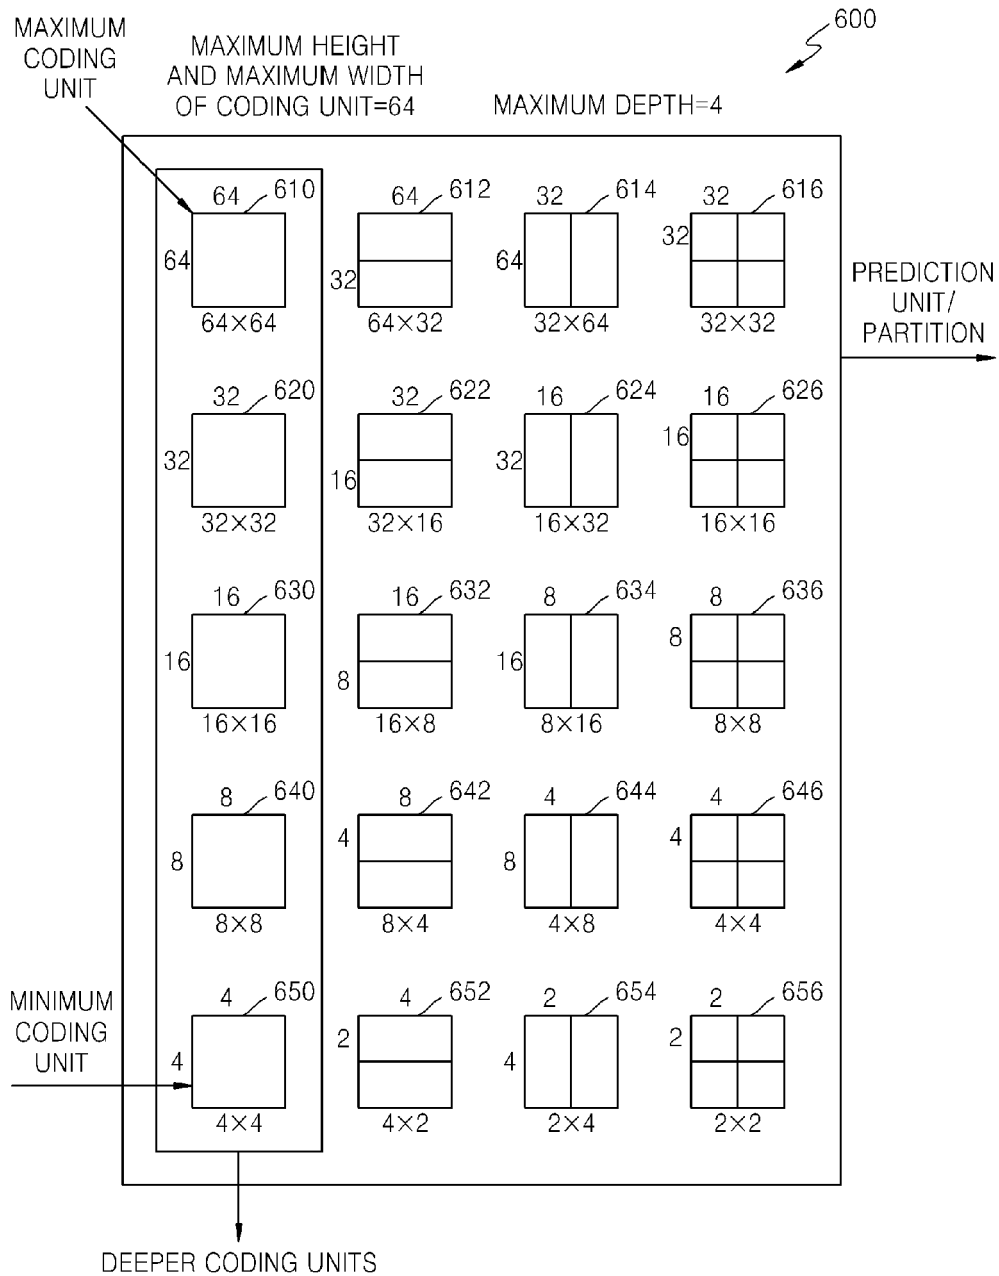 600
MAXIMUM
CODING
UNIT
MAXIMUM HEIGHT
AND MAXIMUM WIDTH
OF CODING UNIT=64
MAXIMUM DEPTH=4
64 610 64 612 32 614 32 616
64 32 64 32
64×64 64×32 32×64 32×32
PREDICTION
UNIT/
PARTITION
32 620 32 622 16 624 16 626
32 16 32 16
32×32 32×16 16×32 16×16
16 630 16 632 8 634 8 636
16 8 16 8
16×16 16×8 8×16 8×8
8 640 8 642 4 644 4 646
8 4 8 4
8×8 8×4 4×8 4×4
MINIMUM
CODING
UNIT
4 650 4 652 2 654 2 656
4 2 4 2
4×4 4×2 2×4 2×2
DEEPER CODING UNITS